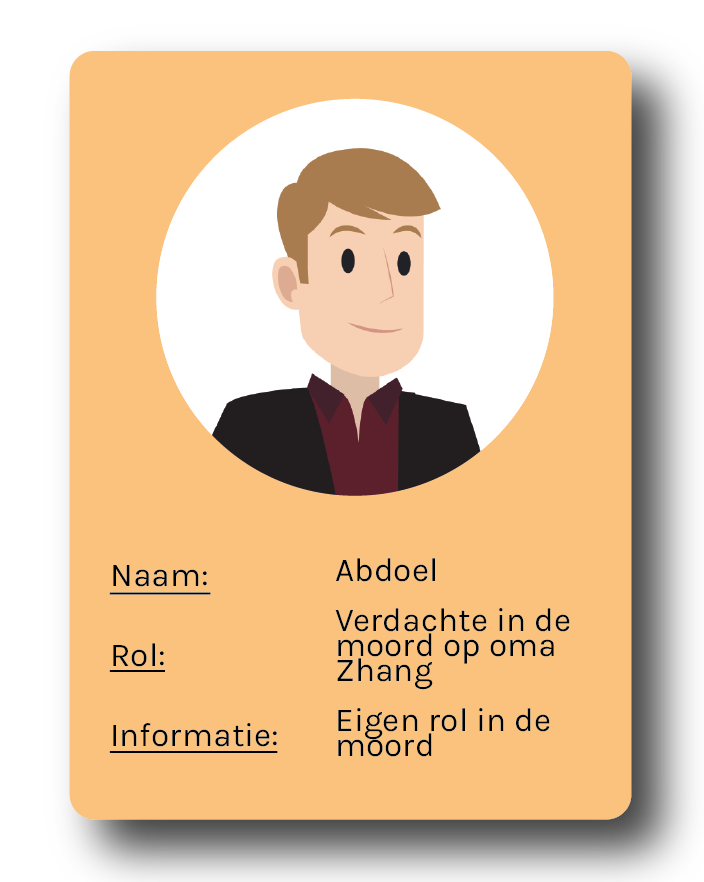 Naam: Abdoel
Rol: Verdachte in de
moord op oma
Zhang
Informatie: Eigen rol in de
moord